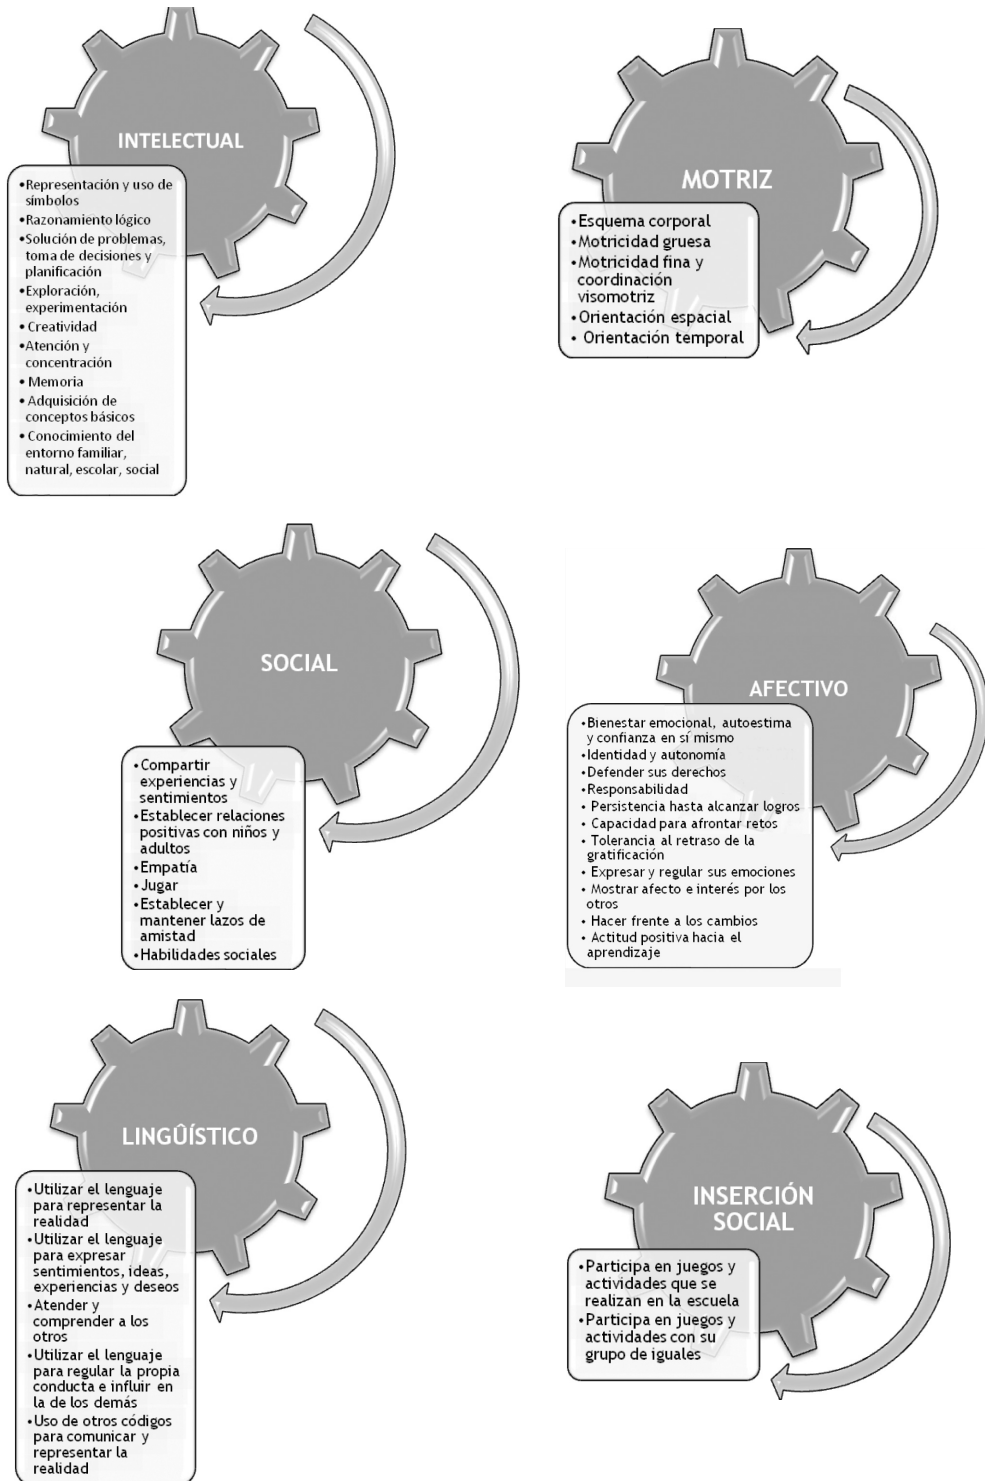 INTELECTUAL
•Representación y uso de
símbolos
•Razonamiento lógico
•Solución de problemas,
toma de decisiones y
planificación
•Exploración,
experimentación
• Creatividad
•Atención y
concentración
• Memoria
• Adquisición de
conceptos básicos
• Conocimiento del
entorno familiar,
natural, escolar, social
MOTRIZ
• Esquema corporal
• Motricidad gruesa
• Motricidad fina y
coordinación
visomotriz
• Orientación espacial
• Orientación temporal
SOCIAL
•Compartir
experiencias y
sentimientos
•Establecer relaciones
positivas con niños y
adultos
•Empatía
•Jugar
•Establecer y
mantener lazos de
amistad
•Habilidades sociales
AFECTIVO
•Bienestar emocional, autoestima
y confianza en sí mismo
•Identidad y autonomía
•Defender sus derechos
•Responsabilidad
• Persistencia hasta alcanzar logros
• Capacidad para afrontar retos
• Tolerancia al retraso de la
gratificación
• Expresar y regular sus emociones
• Mostrar afecto e interés por los
otros
• Hacer frente a los cambios
• Actitud positiva hacia el
aprendizaje
LINGÛÍSTICO
•Utilizar el lenguaje
para representar la
realidad
•Utilizar el lenguaje
para expresar
sentimientos, ideas,
experiencias y deseos
•Atender y
comprender a los
otros
•Utilizar el lenguaje
para regular la propia
conducta e influir en
la de los demás
•Uso de otros códigos
para comunicar y
representar la
realidad
INSERCIÓN
SOCIAL
•Participa en juegos y
actividades que se
realizan en la escuela
•Participa en juegos y
actividades con su
grupo de iguales